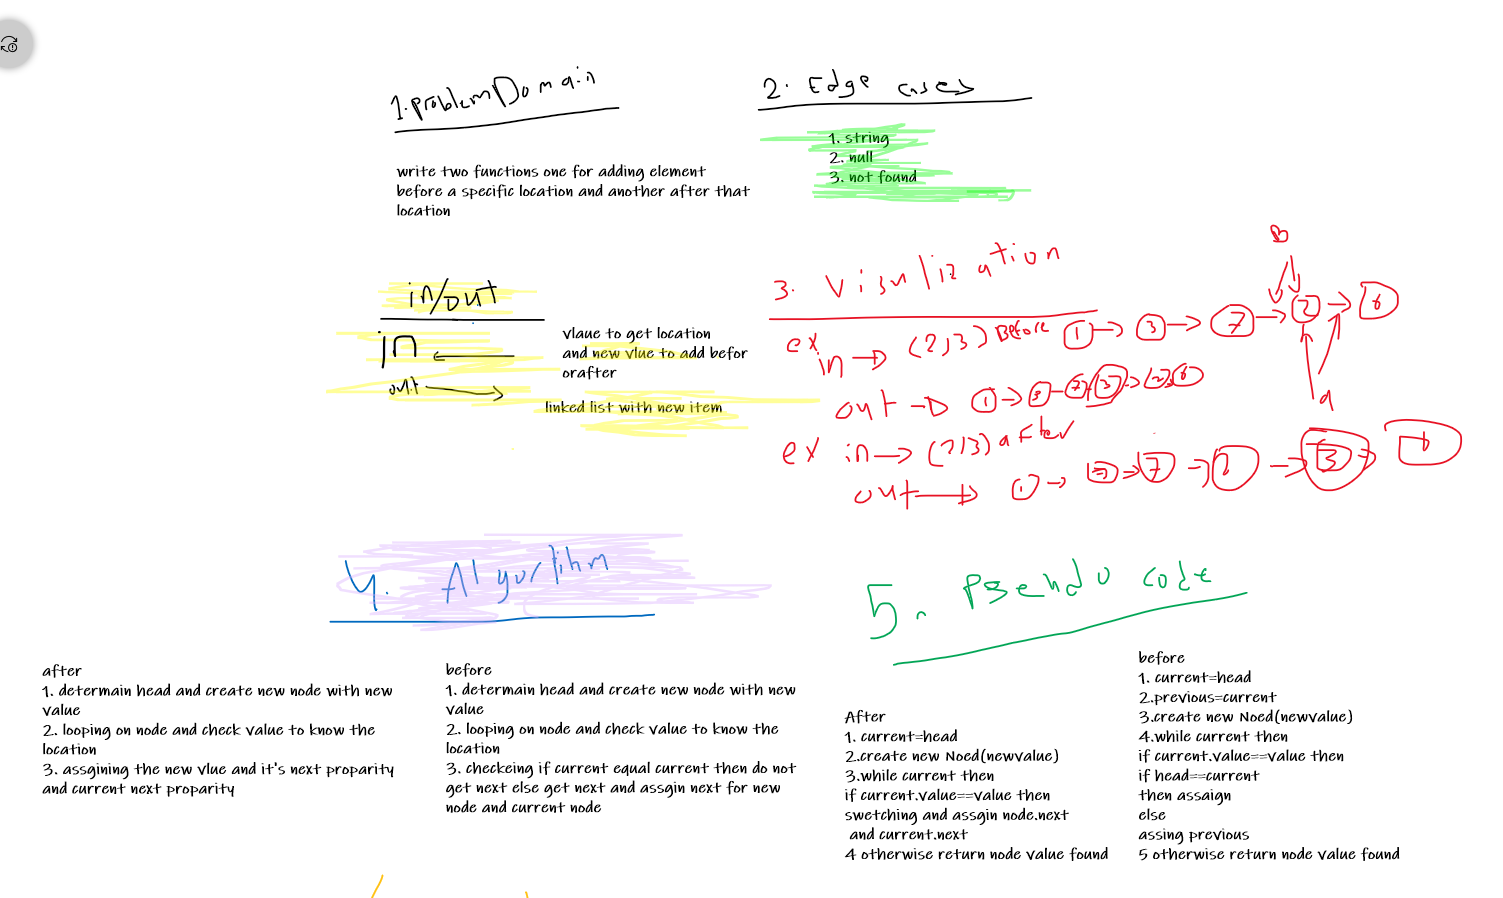 1. problem Domain
write two functions one for adding element
before a specific location and another after that
location
2. Edge cases
1. string
2. null
3. not found
in/out
in
vlaue to get location
and new vlue to add befor
orafter
out
linked list with new item
3. Visulization
B
ex
in → (2,3) Before 1 → 3 → 7 → 2 → 6
out → 1 → 3 - 7 → 3 → 2 → 6
a
ex in → (2,3) after
out → 1 → 3 → 7 → 2 → 3 →
4. Algorithm
after
1. determain head and create new node with new
value
2. looping on node and check value to know the
location
3. assgining the new vlue and it's next proparity
and current next proparity
before
1. determain head and create new node with new
value
2. looping on node and check value to know the
location
3. checkeing if current equal current then do not
get next else get next and assgin next for new
node and current node
5. Psendo code
After
1. current=head
2.create new Noed(newvalue)
3.while current then
if current.value==value then
swetching and assgin node.next
and current.next
4 otherwise return node value found
before
1. current=head
2.previous=current
3.create new Noed(newvalue)
4.while current then
if current.value==value then
if head==current
then assaign
else
assing previous
5 otherwise return node value found